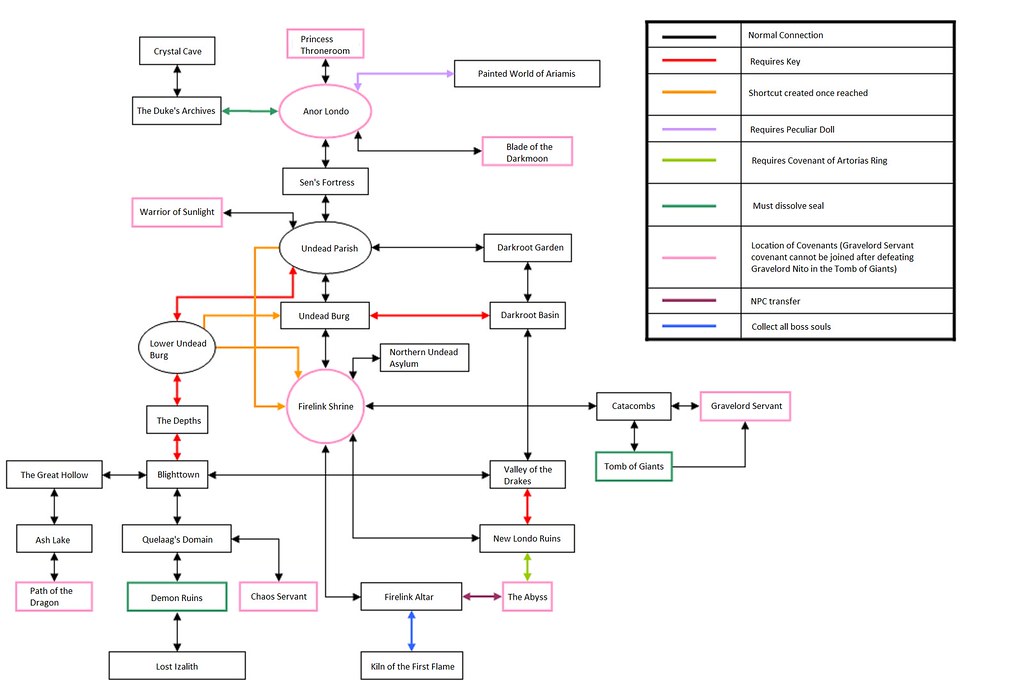 Crystal Cave
Princess
Throneroom
Painted World of Ariamis
The Duke's Archives
Anor Londo
Blade of the
Darkmoon
Sen's Fortress
Warrior of Sunlight
Undead Parish
Darkroot Garden
Undead Burg
Darkroot Basin
Lower Undead
Burg
Northern Undead
Asylum
Firelink Shrine
Catacombs
Gravelord Servant
The Depths
Tomb of Giants
The Great Hollow
Blighttown
Valley of the
Drakes
Ash Lake
Quelaag's Domain
New Londo Ruins
Path of the
Dragon
Demon Ruins
Chaos Servant
Firelink Altar
The Abyss
Lost Izalith
Kiln of the First Flame
Normal Connection
Requires Key
Shortcut created once reached
Requires Peculiar Doll
Requires Covenant of Artorias Ring
Must dissolve seal
Location of Covenants (Gravelord Servant
covenant cannot be joined after defeating
Gravelord Nito in the Tomb of Giants)
NPC transfer
Collect all boss souls